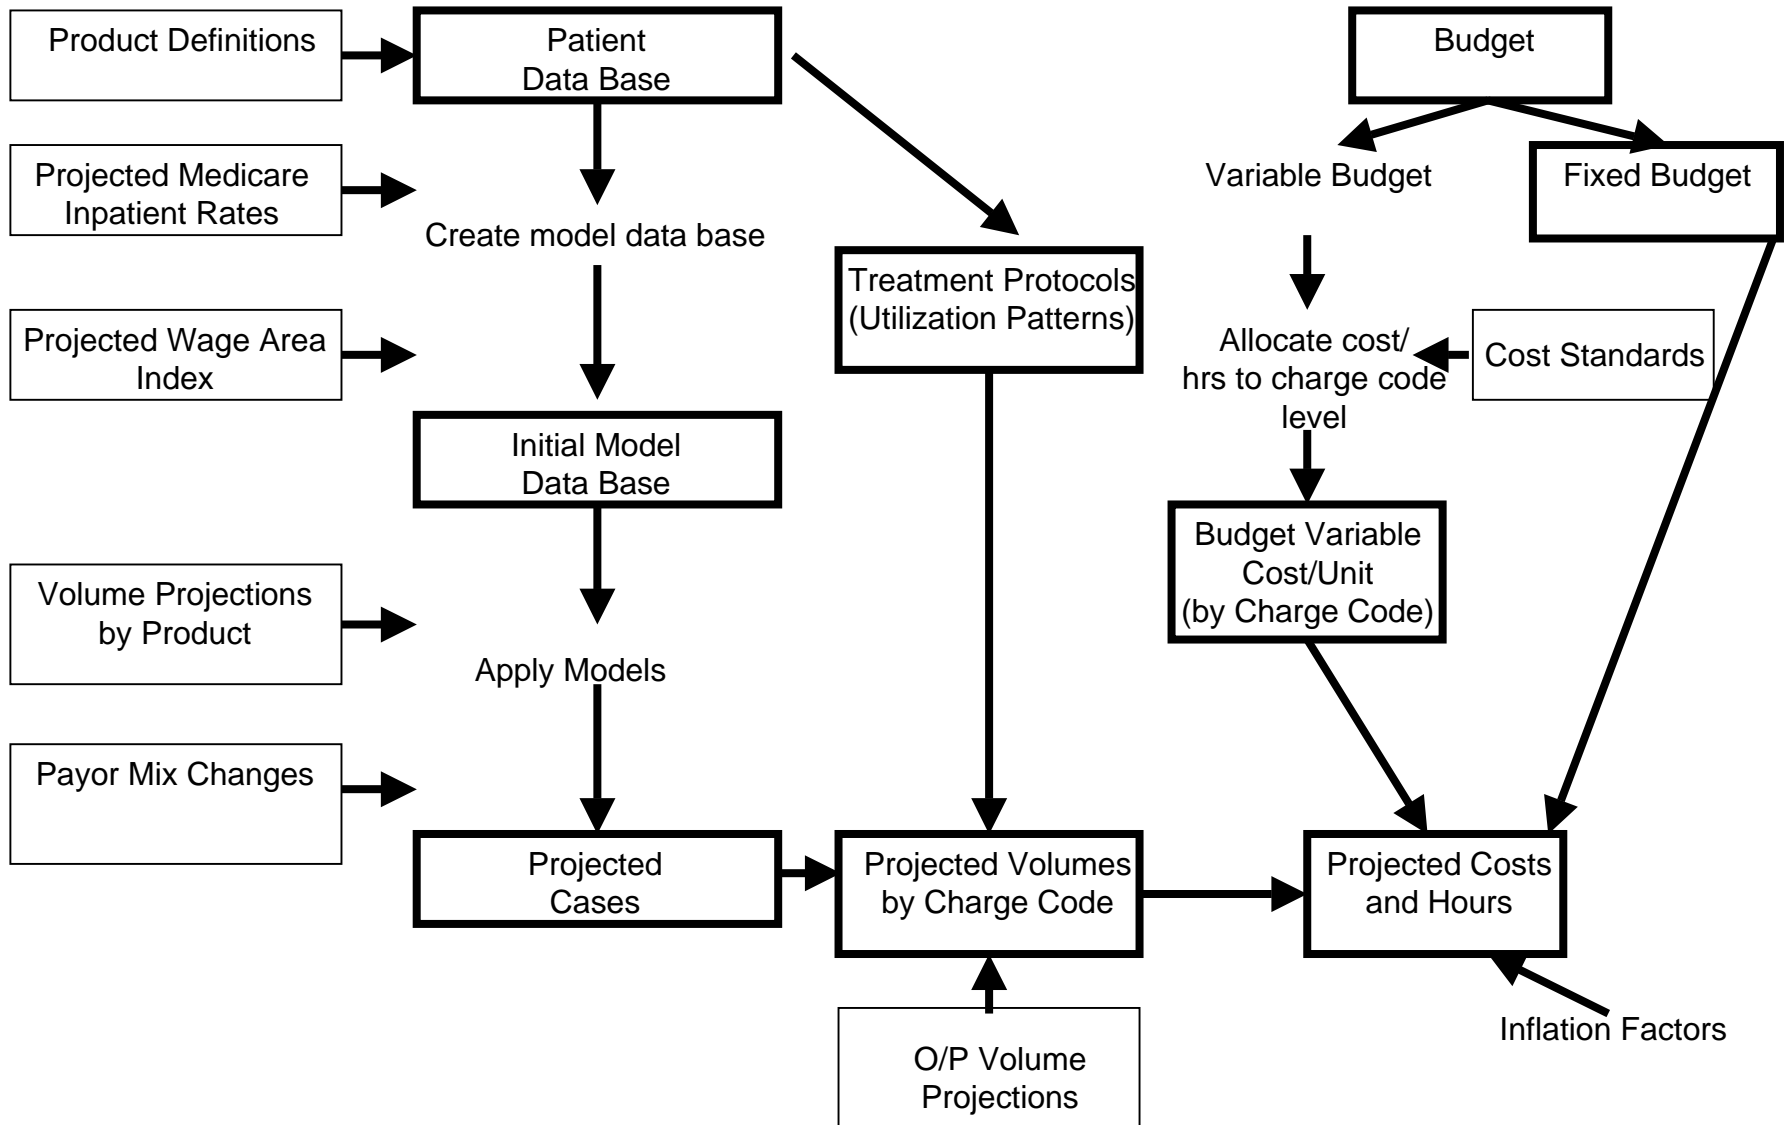 Product Definitions
Patient
Data Base
Budget
Projected Medicare
Inpatient Rates
Create model data base
Variable Budget
Fixed Budget
Treatment Protocols
(Utilization Patterns)
Projected Wage Area
Index
Allocate cost/
hrs to charge code
level
Cost Standards
Initial Model
Data Base
Budget Variable
Cost/Unit
(by Charge Code)
Volume Projections
by Product
Apply Models
Payor Mix Changes
Projected
Cases
Projected Volumes
by Charge Code
Projected Costs
and Hours
Inflation Factors
O/P Volume
Projections